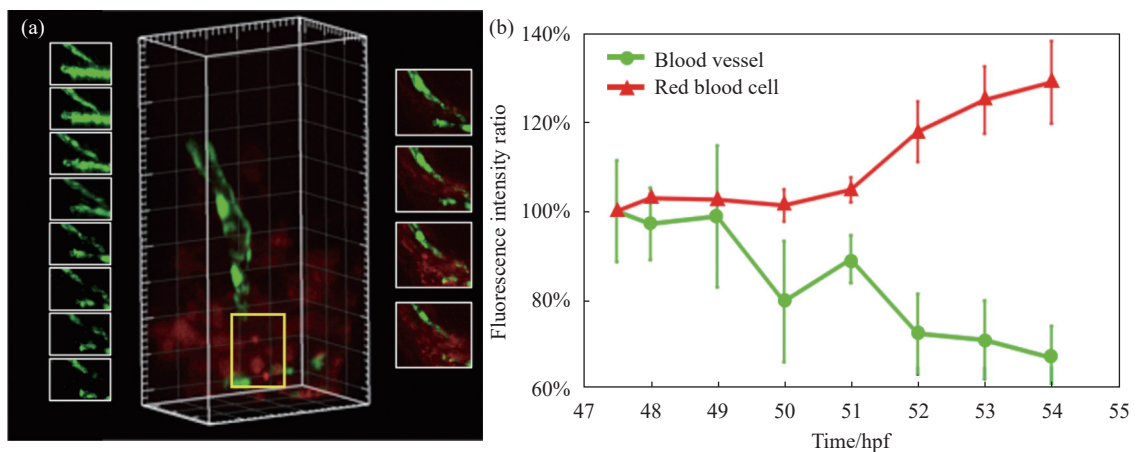 (a)
(b)
140%
120%
100%
80%
60%
Fluorescence intensity ratio
Blood vessel
Red blood cell
47 48 49 50 51 52 53 54 55
Time/hpf